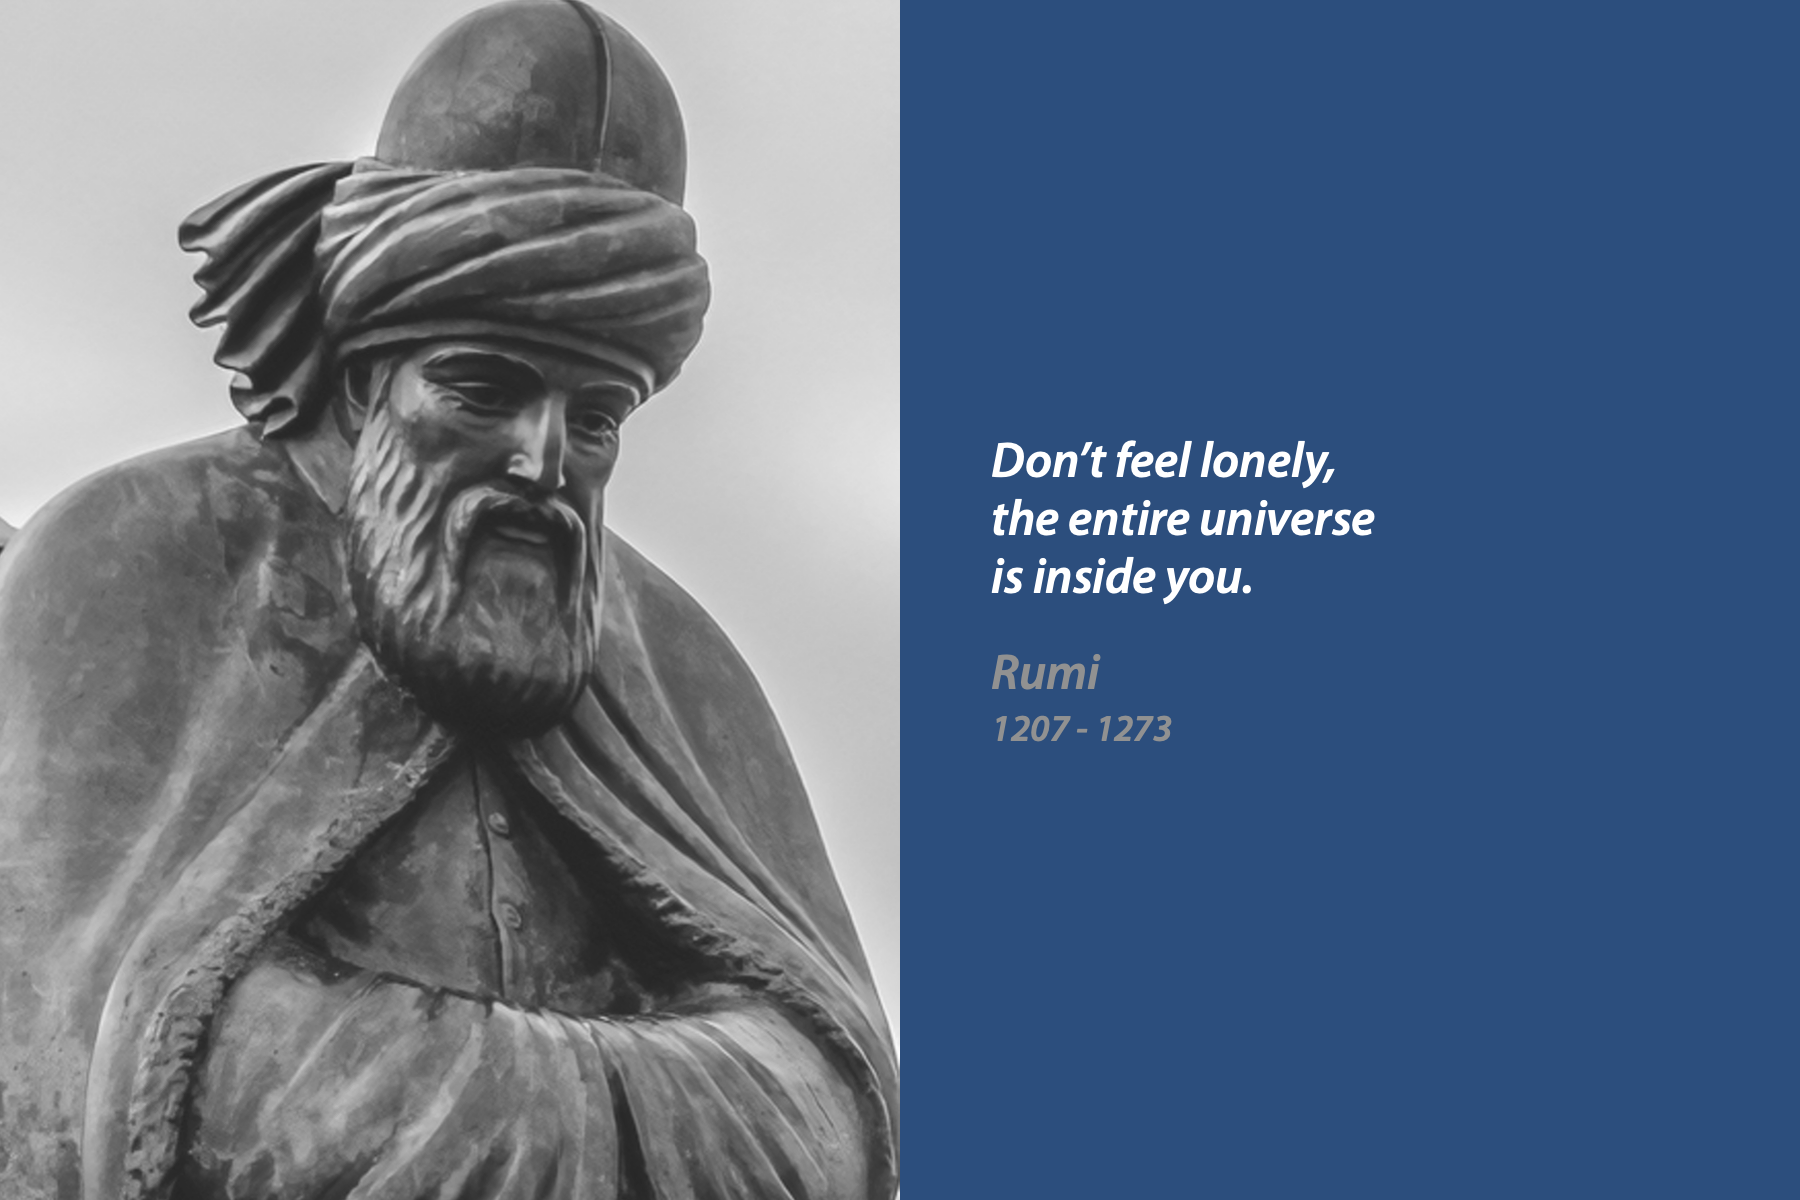 Don’t feel lonely,
the entire universe
is inside you.
Rumi
1207 - 1273